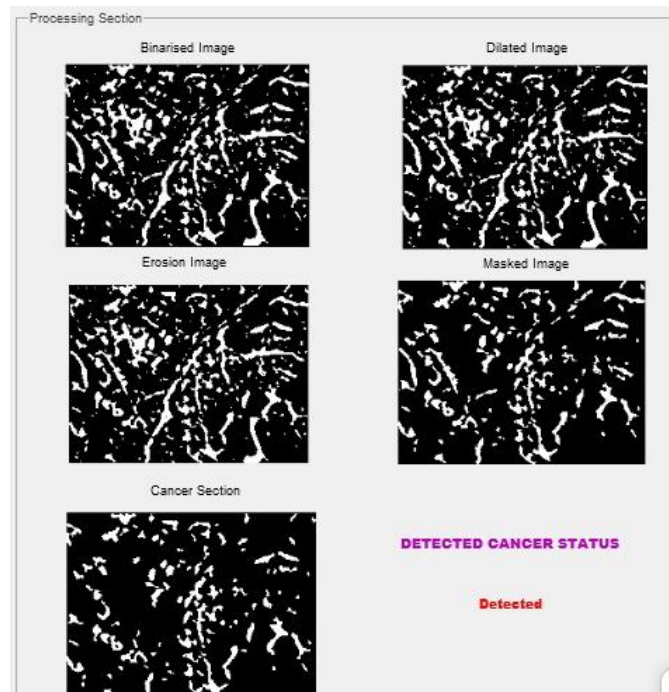 Processing Section
Binarised Image
Dilated Image
Erosion Image
Masked Image
Cancer Section
DETECTED CANCER STATUS
Detected